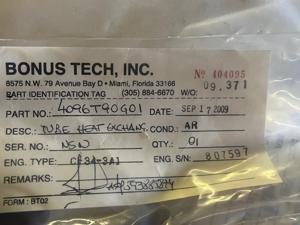 BONUS TECH, INC. Nº 404095
8575 N.W. 79 Avenue Bay D • Miami, Florida 33166
PART IDENTIFICATION TAG (305) 884-6670 W/O: 09.371
PART NO.: 4096T90G01 DATE: SEP 17 2009
DESC.: TUBE HEAT EXCHANG. COND.: AR
SER. NO.: NSN QTY.: 01
ENG. TYPE: CF34-3A1 ENG. S/N: 807597
REMARKS:
FORM: BT02